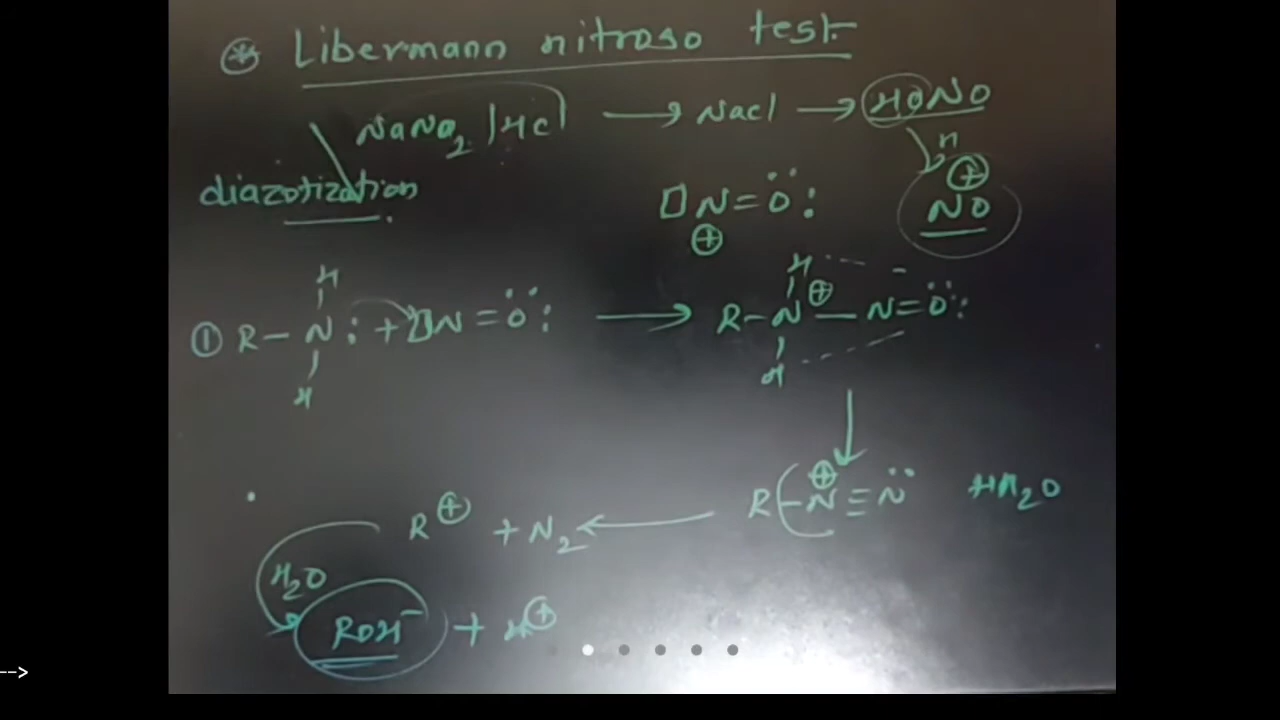 ⊛ Libermann nitroso test
NaNO₂ | HCl → NaCl → HONO
diazotization
▯N=Ö: ⊕
H
⊕
NO
① R–N: + ▯N=Ö: → R–N⊕–N=Ö:
H H
H H
R–N⊕≡N̈ H₂O
R⊕ + N₂ ←
H₂O
ROH⁻ + H⊕
-->